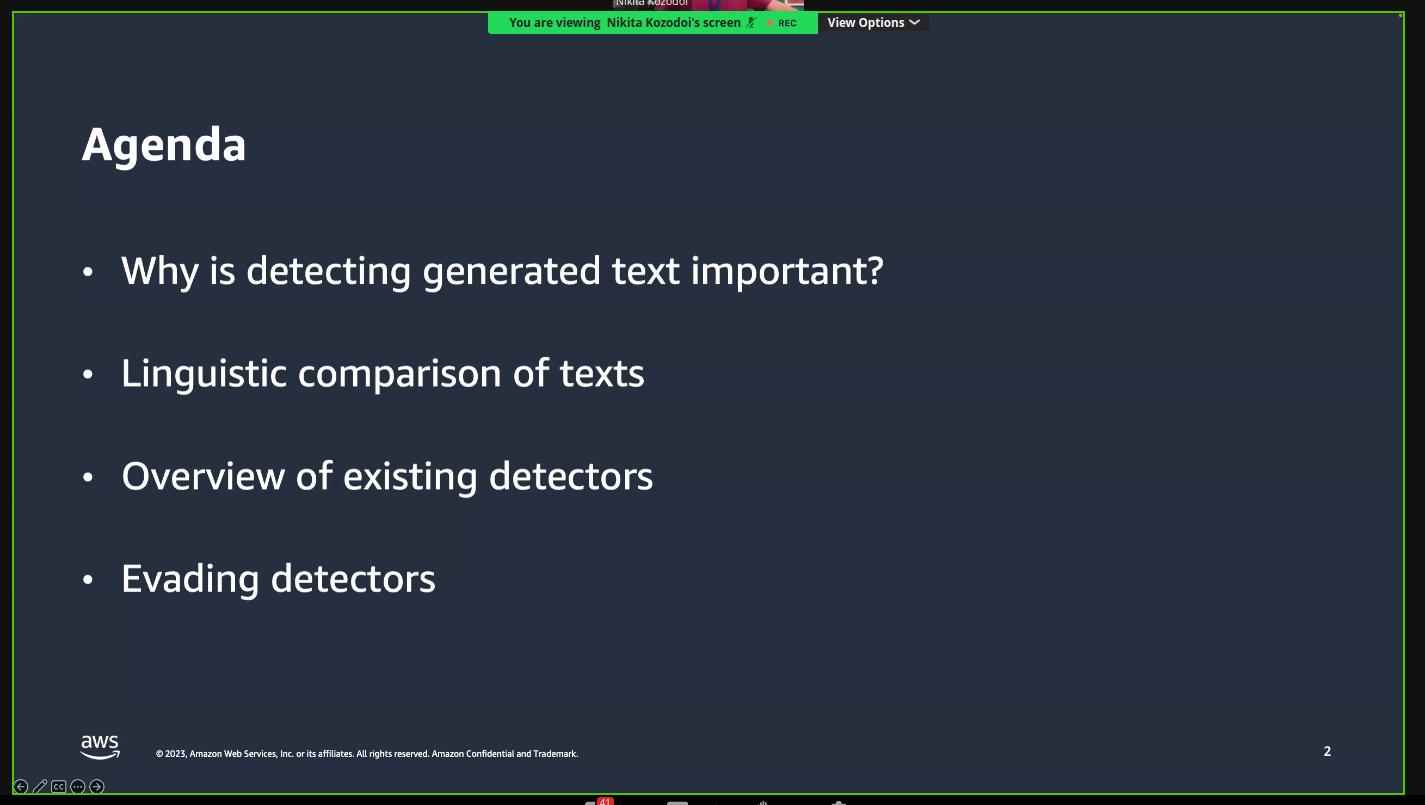 Nikita Kozodoi
You are viewing Nikita Kozodoi's screen
REC
View Options
Agenda
• Why is detecting generated text important?
• Linguistic comparison of texts
• Overview of existing detectors
• Evading detectors
aws
© 2023, Amazon Web Services, Inc. or its affiliates. All rights reserved. Amazon Confidential and Trademark.
2
CC
41